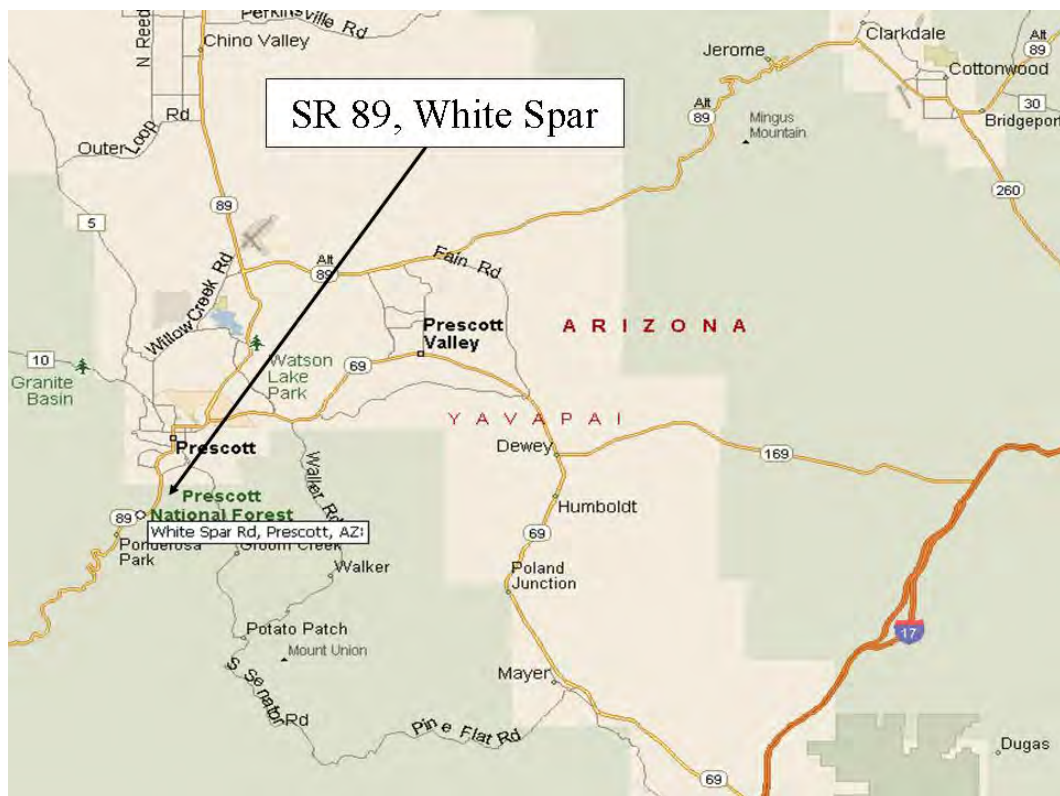 Perkinsville Rd
N Reed
Chino Valley
Clarkdale
Jerome
Alt
89
Cottonwood
SR 89, White Spar
Alt
89
Mingus
Mountain
30
Bridgeport
Rd
Outer Loop
260
89
5
Fain Rd
Alt
89
Willow Creek Rd
ARIZONA
Prescott
Valley
10
Granite
Basin
Watson
Lake
Park
69
YAVAPAI
Prescott
Dewey
169
Walker Rd
Prescott
National Forest
Humboldt
89
White Spar Rd, Prescott, AZ
Ponderosa
Park
Groom Creek
69
Walker
Poland
Junction
Potato Patch
17
Mount Union
Mayer
S Senator Rd
Pine Flat Rd
Dugas
69